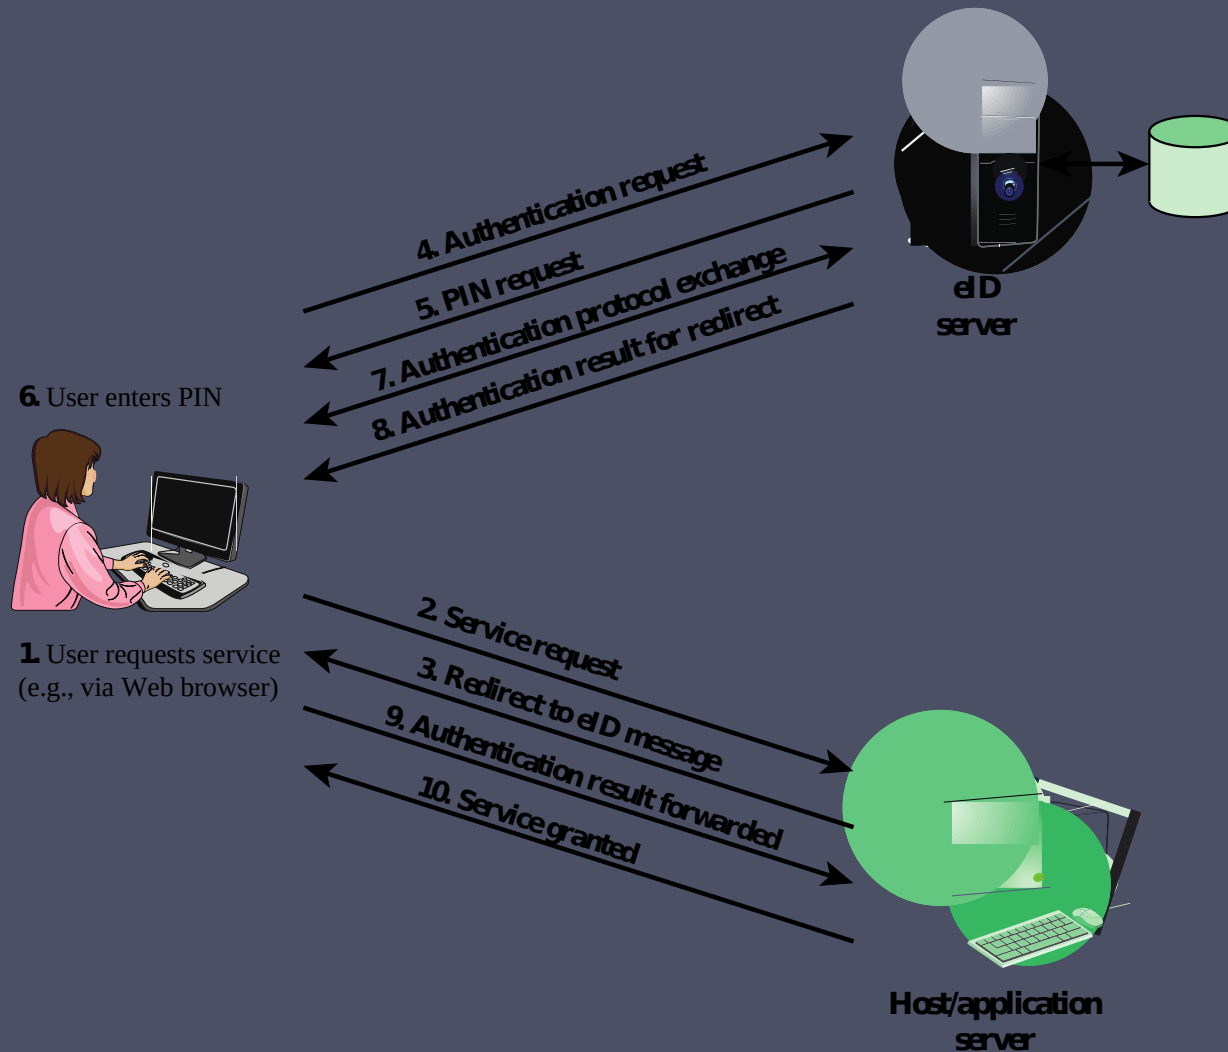 4. Authentication request
5. PIN request
7. Authentication protocol exchange
8. Authentication result for redirect
eID
server
6. User enters PIN
1. User requests service
(e.g., via Web browser)
2. Service request
3. Redirect to eID message
9. Authentication result forwarded
10. Service granted
Host/application
server